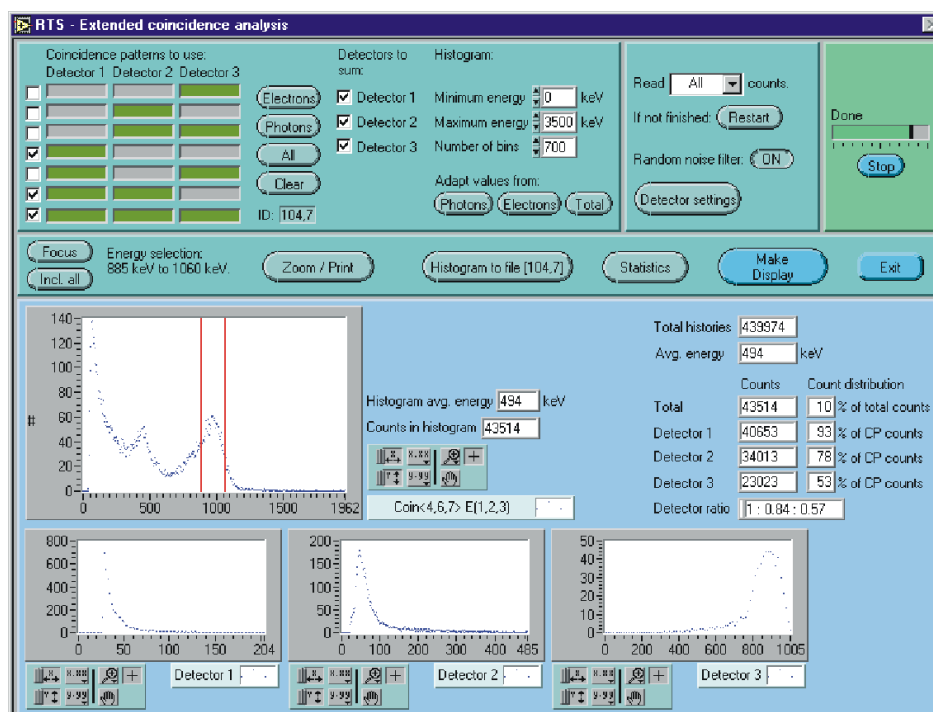 RTS - Extended coincidence analysis
Coincidence patterns to use:
Detector 1 Detector 2 Detector 3
Electrons
Photons
All
Clear
ID: 104,7
Detectors to sum:
Detector 1
Detector 2
Detector 3
Histogram:
Minimum energy 0 keV
Maximum energy 3500 keV
Number of bins 700
Adapt values from:
Photons Electrons Total
Read All counts.
If not finished: Restart
Random noise filter: ON
Detector settings
Done
Stop
Focus
Incl. all
Energy selection:
885 keV to 1060 keV.
Zoom / Print
Histogram to file [104,7]
Statistics
Make Display
Exit
140
120
100
80
60
40
20
0
#
0 500 1000 1500 1962
Histogram avg. energy 494 keV
Counts in histogram 43514
Coin<4,6,7> E(1,2,3)
Total histories 439974
Avg. energy 494 keV
Counts Count distribution
Total 43514 10 % of total counts
Detector 1 40653 93 % of CP counts
Detector 2 34013 78 % of CP counts
Detector 3 23023 53 % of CP counts
Detector ratio 1 : 0.84 : 0.57
800
600
400
200
0
0 50 100 150 204
Detector 1
200
150
100
50
0
0 100 200 300 400 485
Detector 2
50
40
30
20
10
0
0 200 400 600 800 1005
Detector 3